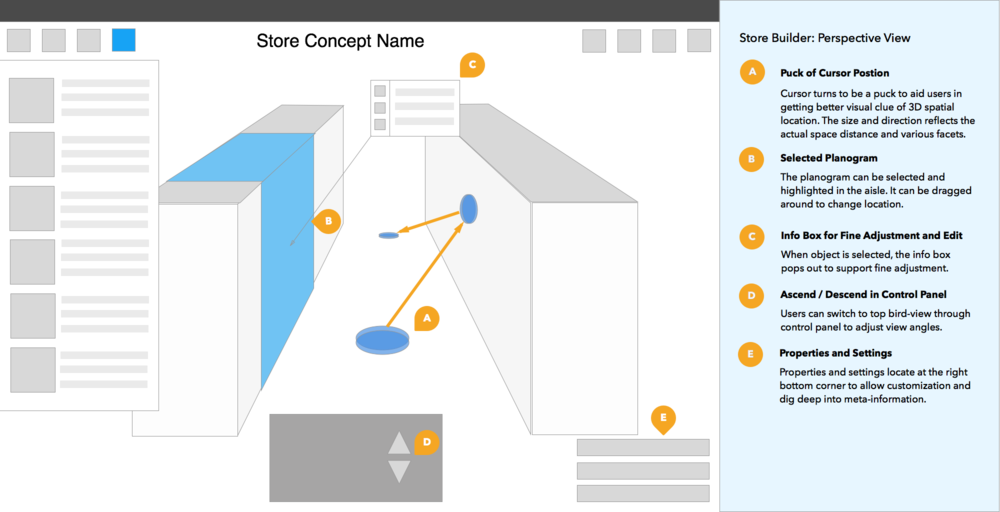 Store Concept Name
C
B
A
D
E
Store Builder: Perspective View
A
Puck of Cursor Postion
Cursor turns to be a puck to aid users in
getting better visual clue of 3D spatial
location. The size and direction reflects the
actual space distance and various facets.
B
Selected Planogram
The planogram can be selected and
highlighted in the aisle. It can be dragged
around to change location.
C
Info Box for Fine Adjustment and Edit
When object is selected, the info box
pops out to support fine adjustment.
D
Ascend / Descend in Control Panel
Users can switch to top bird-view through
control panel to adjust view angles.
E
Properties and Settings
Properties and settings locate at the right
bottom corner to allow customization and
dig deep into meta-information.